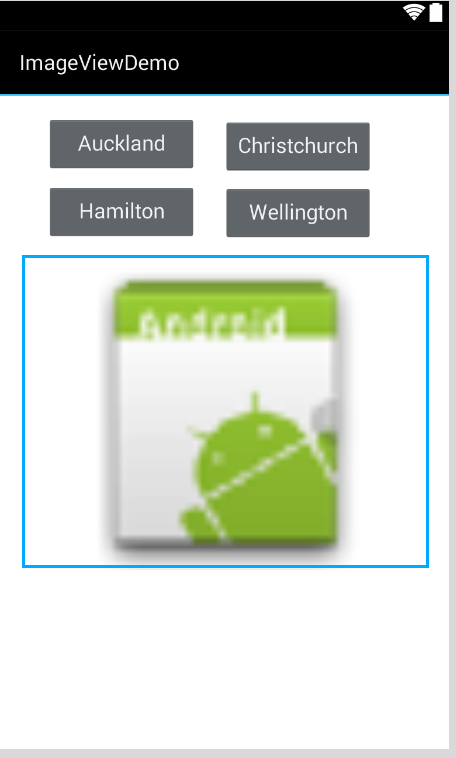 ImageViewDemo
Auckland
Christchurch
Hamilton
Wellington
Android